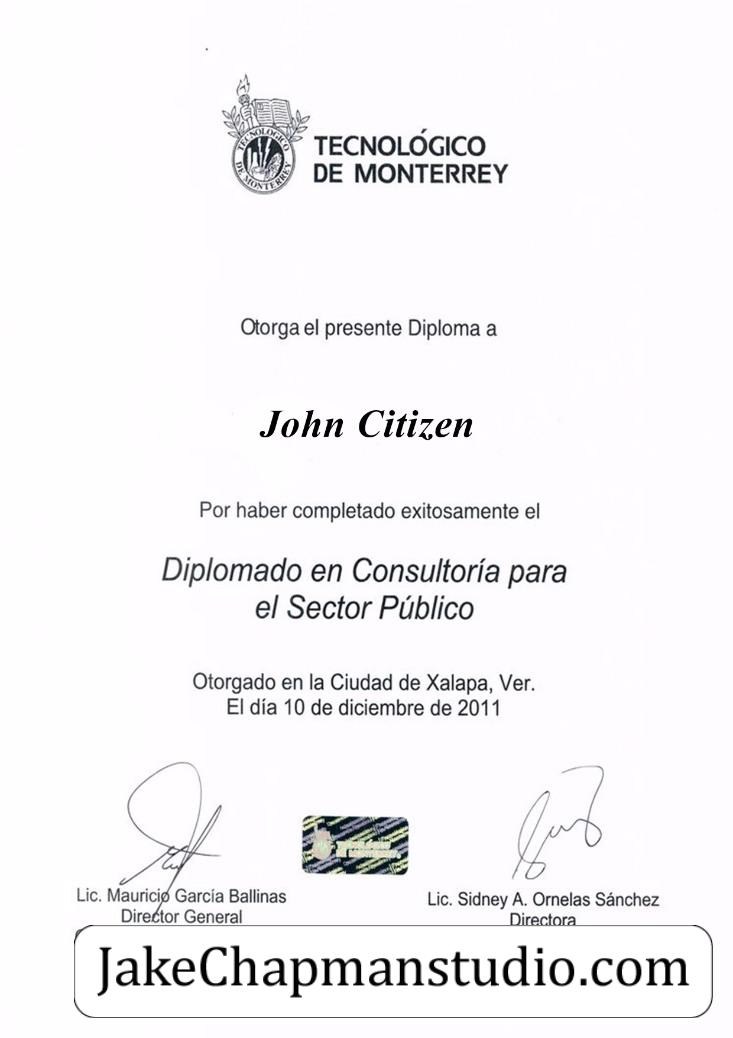 TECNOLÓGICO
DE MONTERREY
TECNOLOGICO
DE MONTERREY
Otorga el presente Diploma a
John Citizen
Por haber completado exitosamente el
Diplomado en Consultoría para
el Sector Público
Otorgado en la Ciudad de Xalapa, Ver.
El día 10 de diciembre de 2011
TECNOLÓGICO
DE MONTERREY
Lic. Mauricio García Ballinas
Director General
Lic. Sidney A. Ornelas Sánchez
Directora
JakeChapmanstudio.com